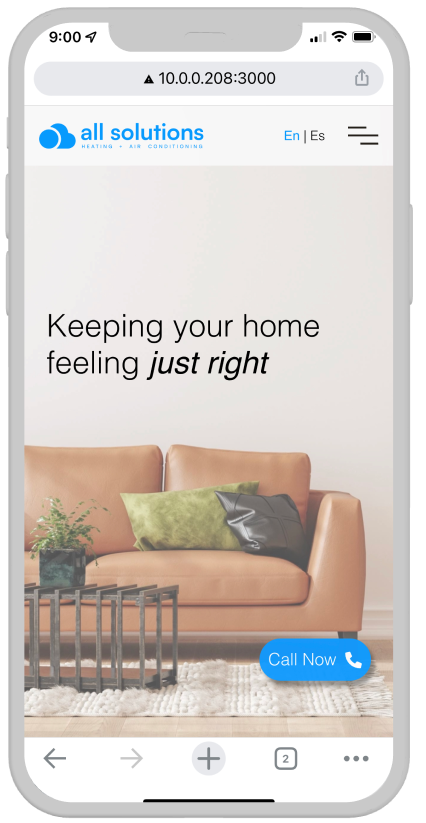 9:00
10.0.0.208:3000
all solutions
HEATING + AIR CONDITIONING
En | Es
Keeping your home
feeling just right
Call Now
2